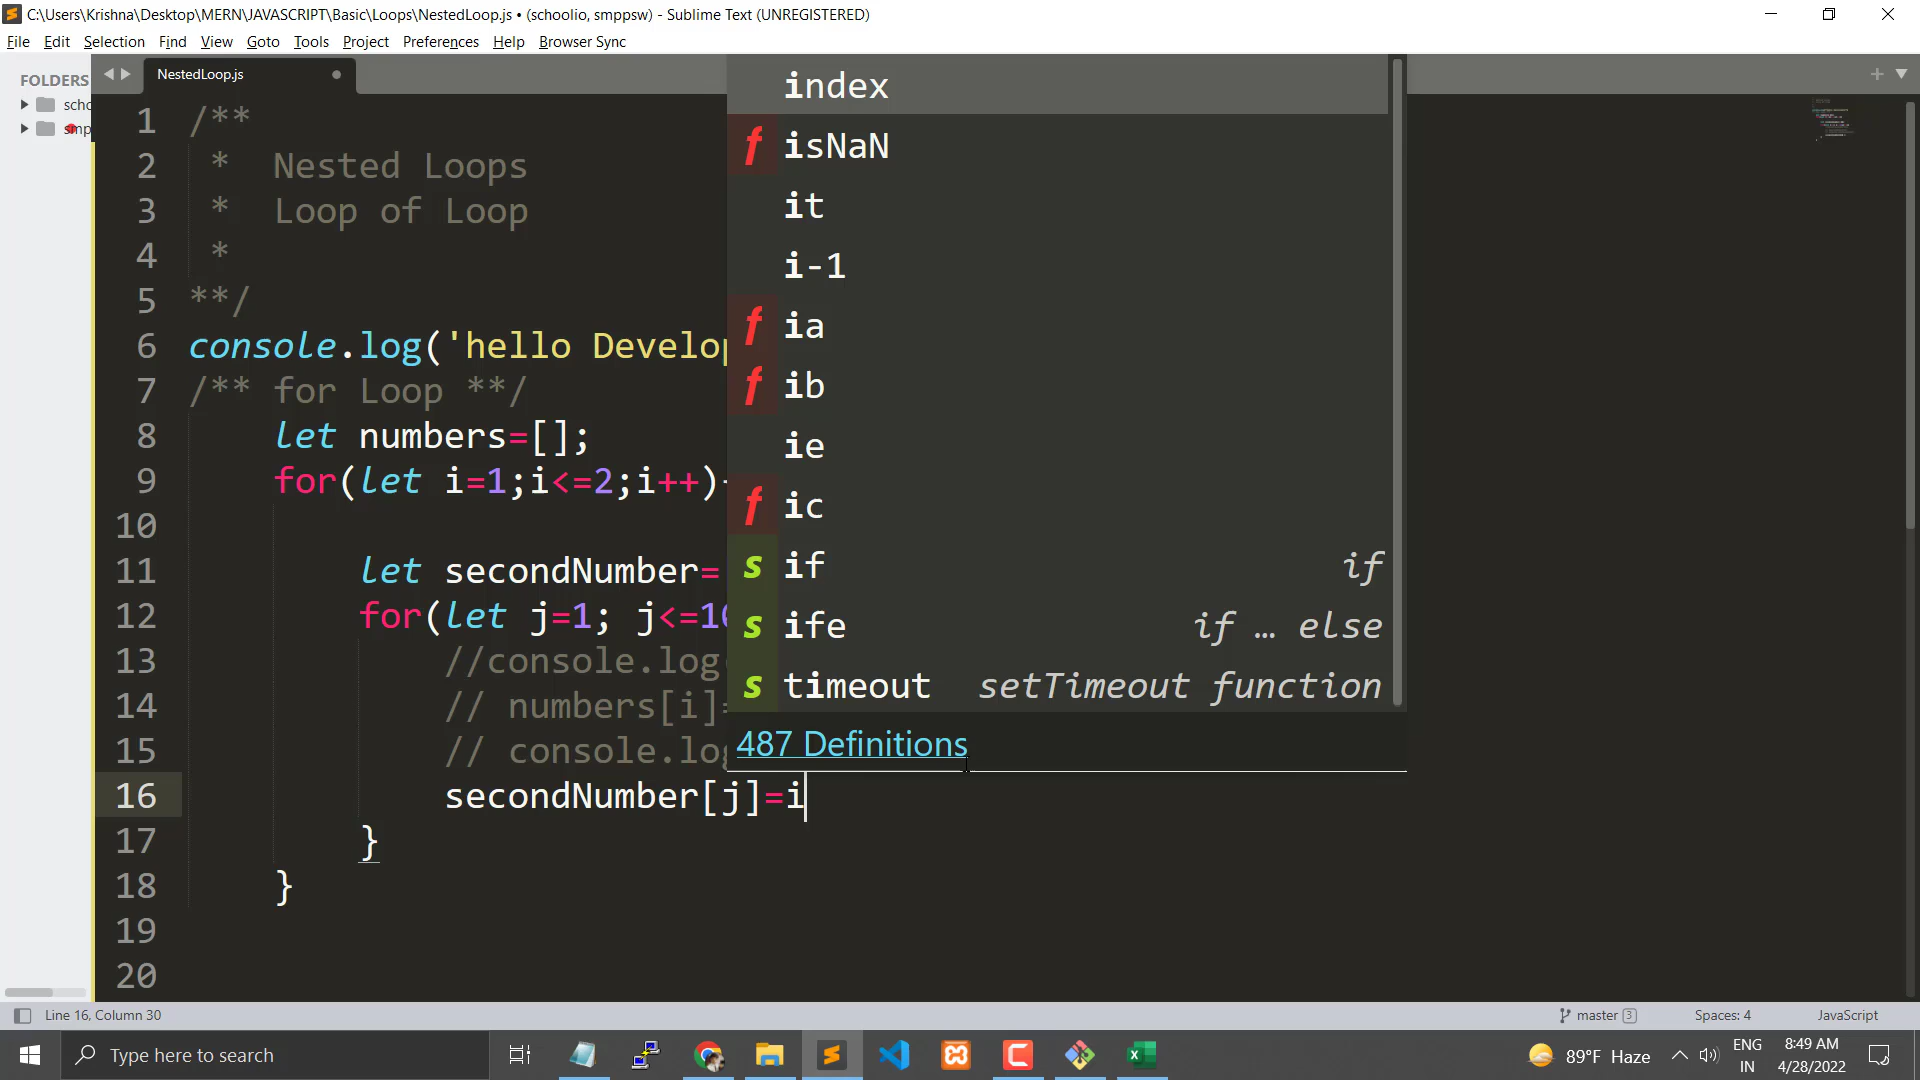 C:\Users\Krishna\Desktop\MERN\JAVASCRIPT\Basic\Loops\NestedLoop.js • (schoolio, smppsw) - Sublime Text (UNREGISTERED)
File Edit Selection Find View Goto Tools Project Preferences Help Browser Sync
FOLDERS
scho
smp
NestedLoop.js
1 /**
2 * Nested Loops
3 * Loop of Loop
4 *
5 **/
6 console.log('hello Develop
7 /** for Loop **/
8 let numbers=[];
9 for(let i=1;i<=2;i++)
10
11 let secondNumber=
12 for(let j=1; j<=10
13 //console.log
14 // numbers[i]=
15 // console.log
16 secondNumber[j]=i
17 }
18 }
19
20
index
f isNaN
it
i-1
f ia
f ib
ie
f ic
s if if
s ife if … else
s timeout setTimeout function
487 Definitions
Line 16, Column 30
master 3
Spaces: 4
JavaScript
Type here to search
89°F Haze
ENG
IN
8:49 AM
4/28/2022